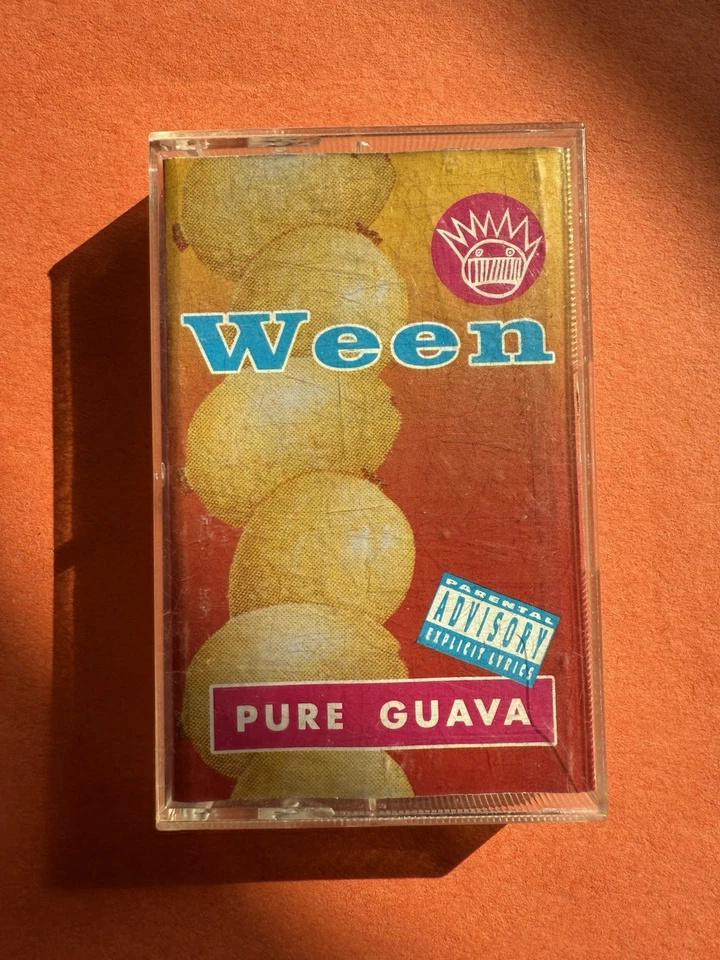 Ween
PARENTAL
ADVISORY
EXPLICIT LYRICS
PURE GUAVA